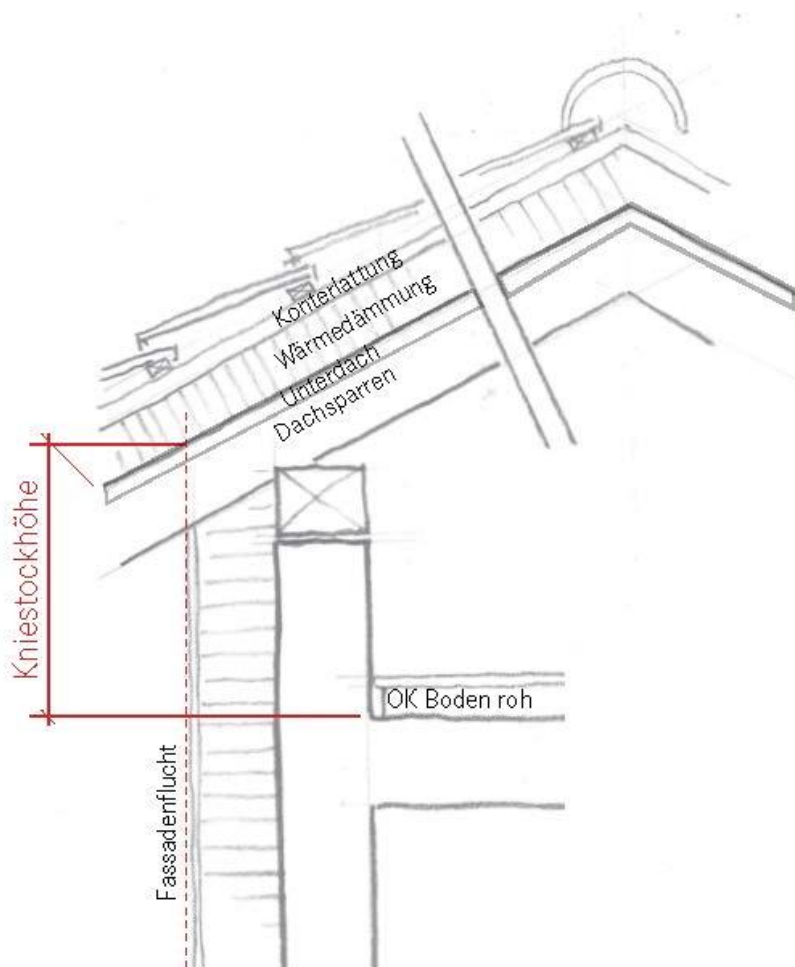 Konterlattung
Wärmedämmung
Unterdach
Dachsparren
Kniestockhöhe
OK Boden roh
Fassadenflucht